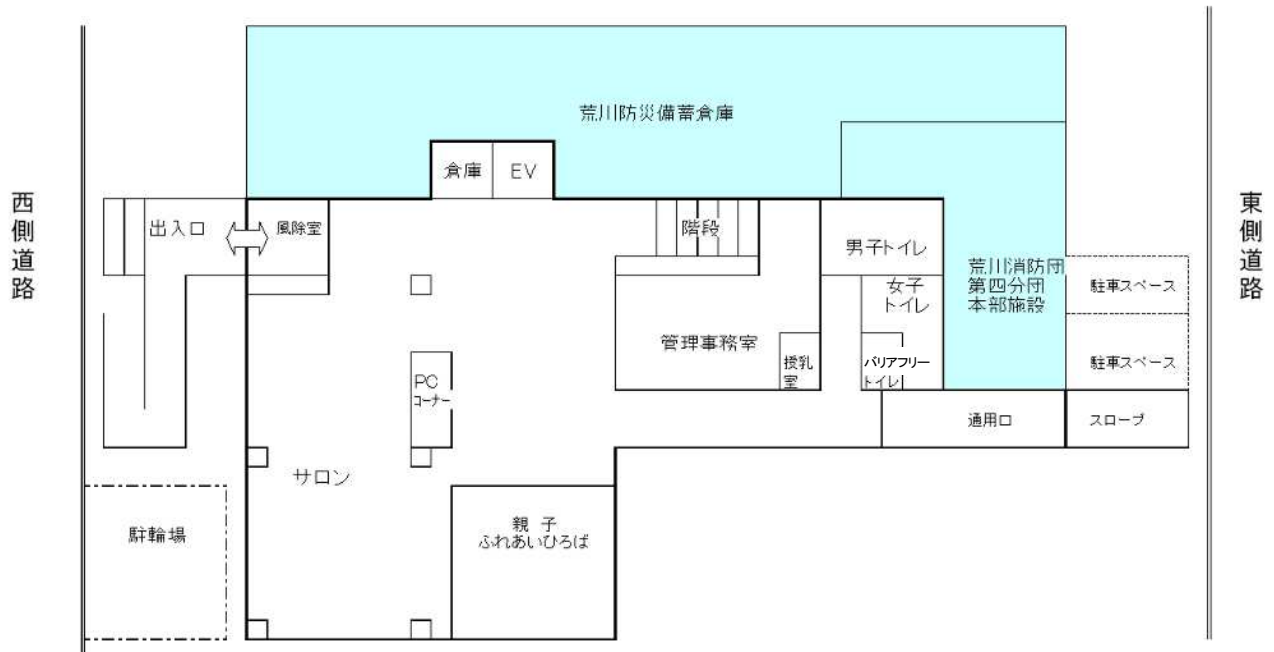 荒川防災備蓄倉庫
倉庫
EV
西側道路
出入口
風除室
階段
男子トイレ
東側道路
荒川消防団
第四分団
本部施設
女子
トイレ
駐車スペース
管理事務室
授乳
室
バリアフリー
トイレ
駐車スペース
PC
コーナー
通用口
スロープ
サロン
駐輪場
親 子
ふれあいひろば